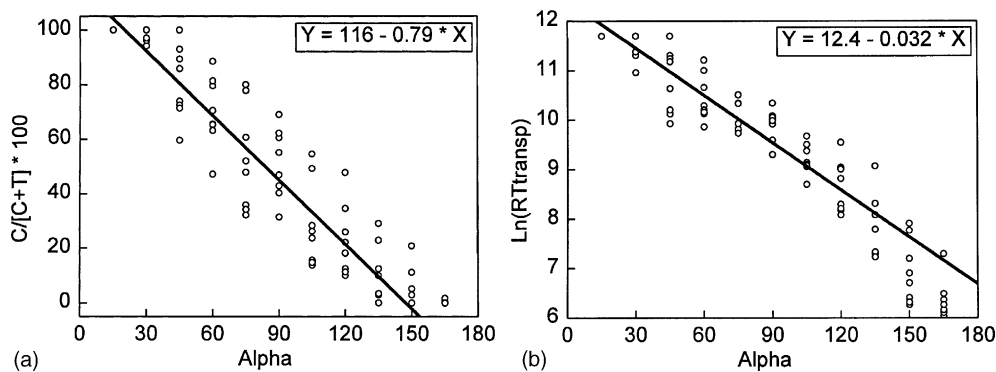 Y = 116 - 0.79 * X
C/[C+T] * 100
100
80
60
40
20
0
0 30 60 90 120 150 180
(a) Alpha
Y = 12.4 - 0.032 * X
Ln(RTtransp)
12
11
10
9
8
7
6
0 30 60 90 120 150 180
(b) Alpha